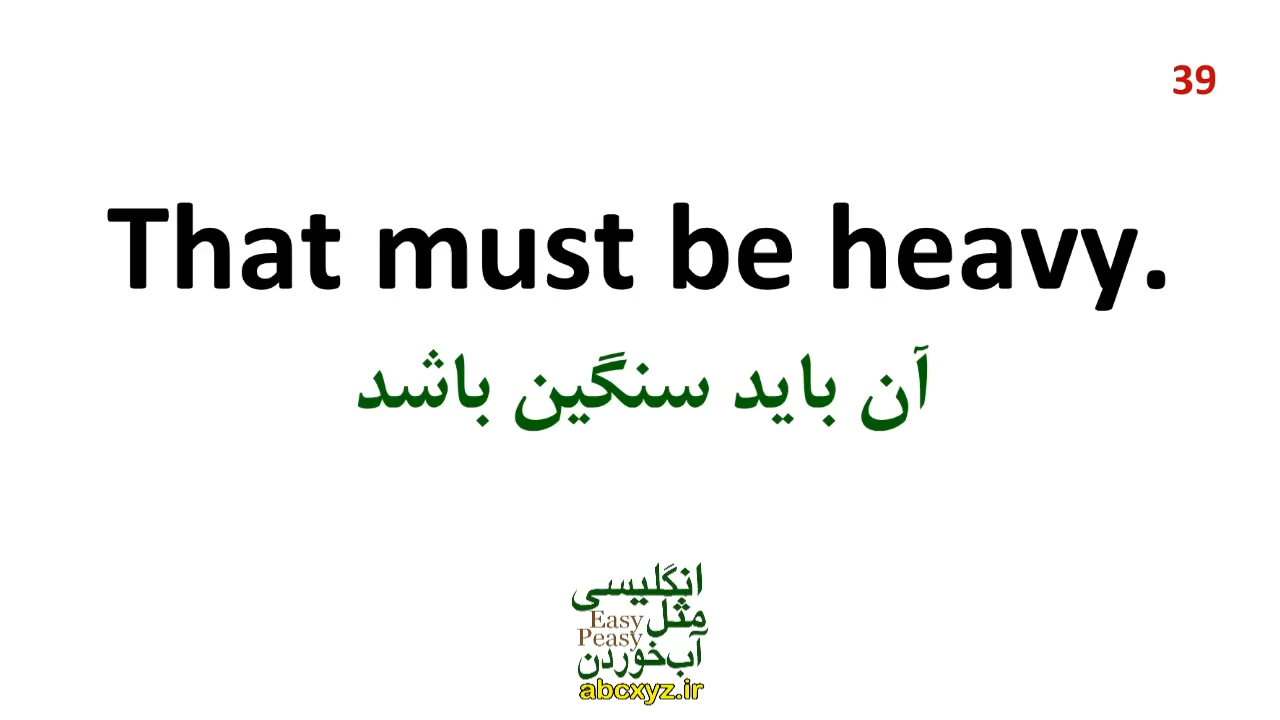 39
That must be heavy.
آن باید سنگین باشد
انگلیسی
مثل
Easy
Peasy
آب‌خوردن
abcxyz.ir